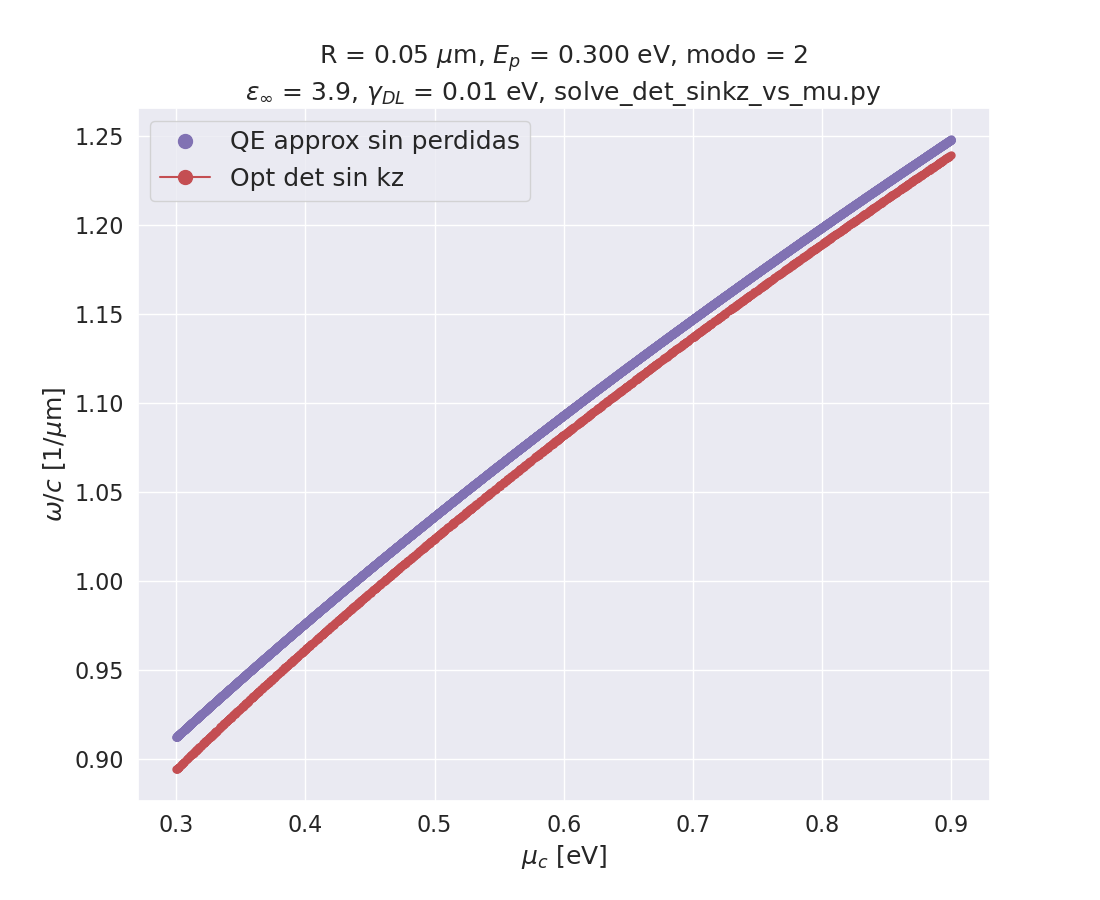 R = 0.05 μm, E_p = 0.300 eV, modo = 2
ε_∞ = 3.9, γ_DL = 0.01 eV, solve_det_sinkz_vs_mu.py
QE approx sin perdidas
Opt det sin kz
1.25
1.20
1.15
1.10
1.05
1.00
0.95
0.90
ω/c [1/μm]
0.3 0.4 0.5 0.6 0.7 0.8 0.9
μ_c [eV]